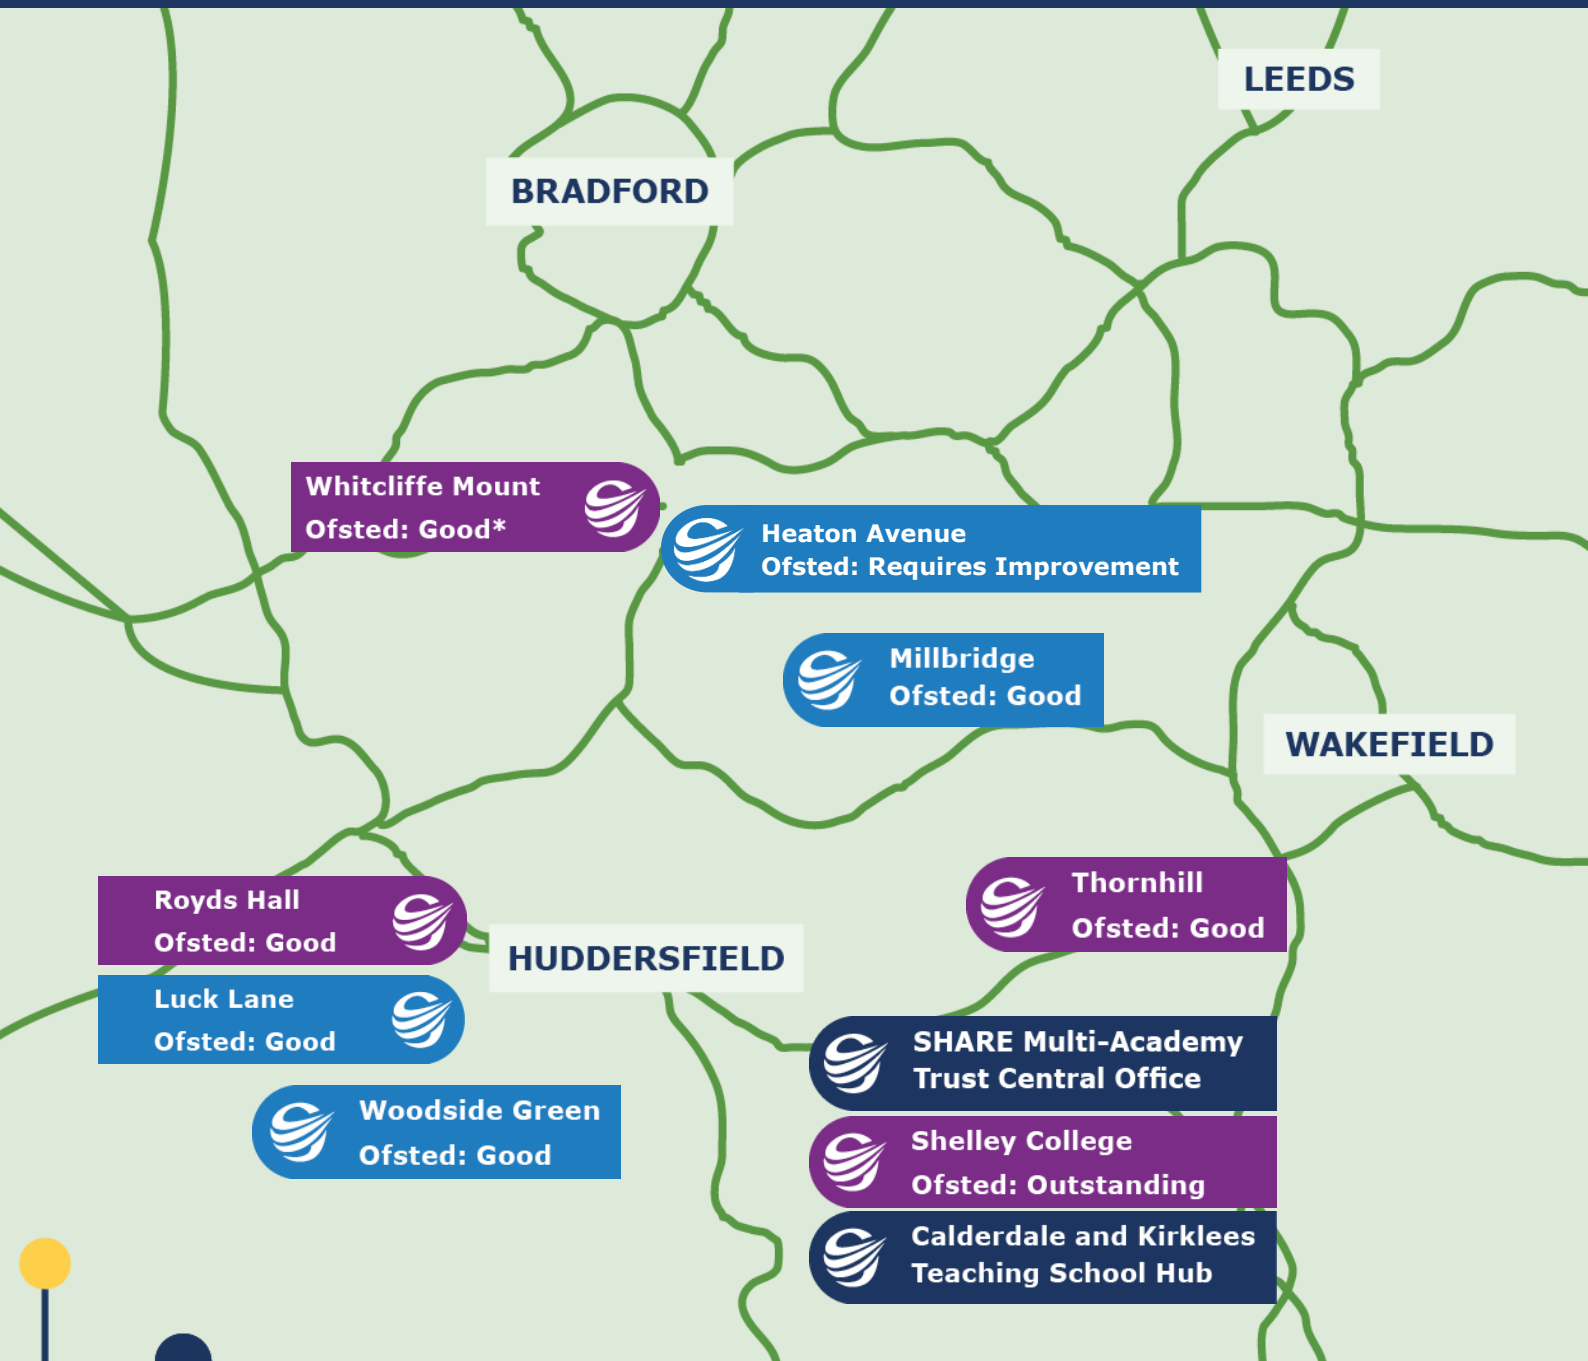 LEEDS
BRADFORD
Whitcliffe Mount
Ofsted: Good*
Heaton Avenue
Ofsted: Requires Improvement
Millbridge
Ofsted: Good
WAKEFIELD
Royds Hall
Ofsted: Good
Thornhill
Ofsted: Good
HUDDERSFIELD
Luck Lane
Ofsted: Good
SHARE Multi-Academy
Trust Central Office
Woodside Green
Ofsted: Good
Shelley College
Ofsted: Outstanding
Calderdale and Kirklees
Teaching School Hub